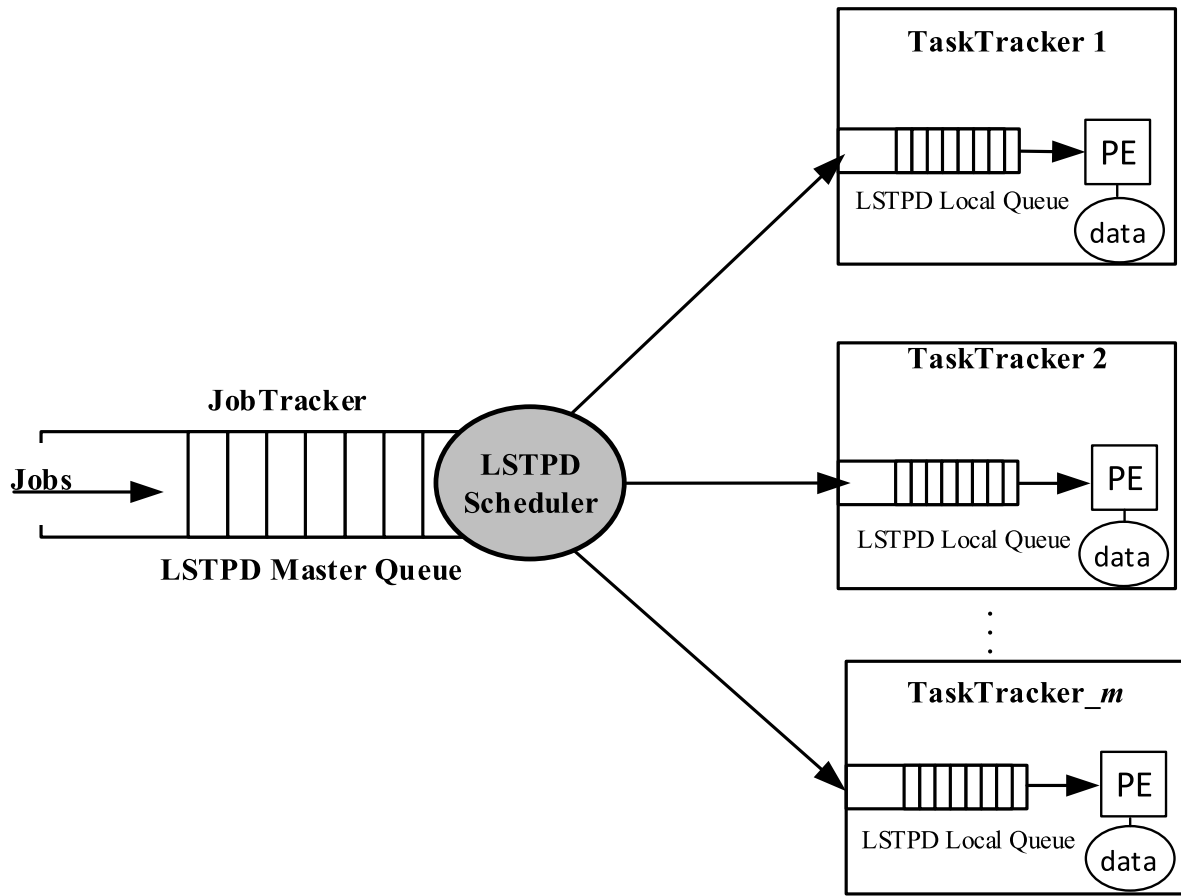 Jobs
JobTracker
LSTPD Master Queue
LSTPD
Scheduler
TaskTracker 1
PE
LSTPD Local Queue
data
TaskTracker 2
PE
LSTPD Local Queue
data
TaskTracker_m
PE
LSTPD Local Queue
data